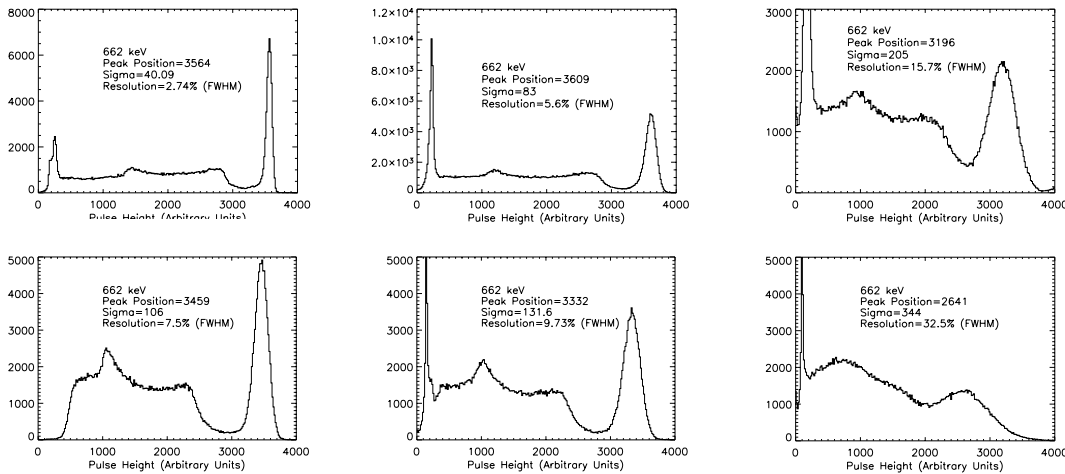 8000
6000
4000
2000
0
662 keV
Peak Position=3564
Sigma=40.09
Resolution=2.74% (FWHM)
0 1000 2000 3000 4000
Pulse Height (Arbitrary Units)
1.2×10⁴
1.0×10⁴
8.0×10³
6.0×10³
4.0×10³
2.0×10³
0
662 keV
Peak Position=3609
Sigma=83
Resolution=5.6% (FWHM)
0 1000 2000 3000 4000
Pulse Height (Arbitrary Units)
3000
2000
1000
0
662 keV
Peak Position=3196
Sigma=205
Resolution=15.7% (FWHM)
0 1000 2000 3000 4000
Pulse Height (Arbitrary Units)
5000
4000
3000
2000
1000
0
662 keV
Peak Position=3459
Sigma=106
Resolution=7.5% (FWHM)
0 1000 2000 3000 4000
Pulse Height (Arbitrary Units)
5000
4000
3000
2000
1000
0
662 keV
Peak Position=3332
Sigma=131.6
Resolution=9.73% (FWHM)
0 1000 2000 3000 4000
Pulse Height (Arbitrary Units)
5000
4000
3000
2000
1000
0
662 keV
Peak Position=2641
Sigma=344
Resolution=32.5% (FWHM)
0 1000 2000 3000 4000
Pulse Height (Arbitrary Units)